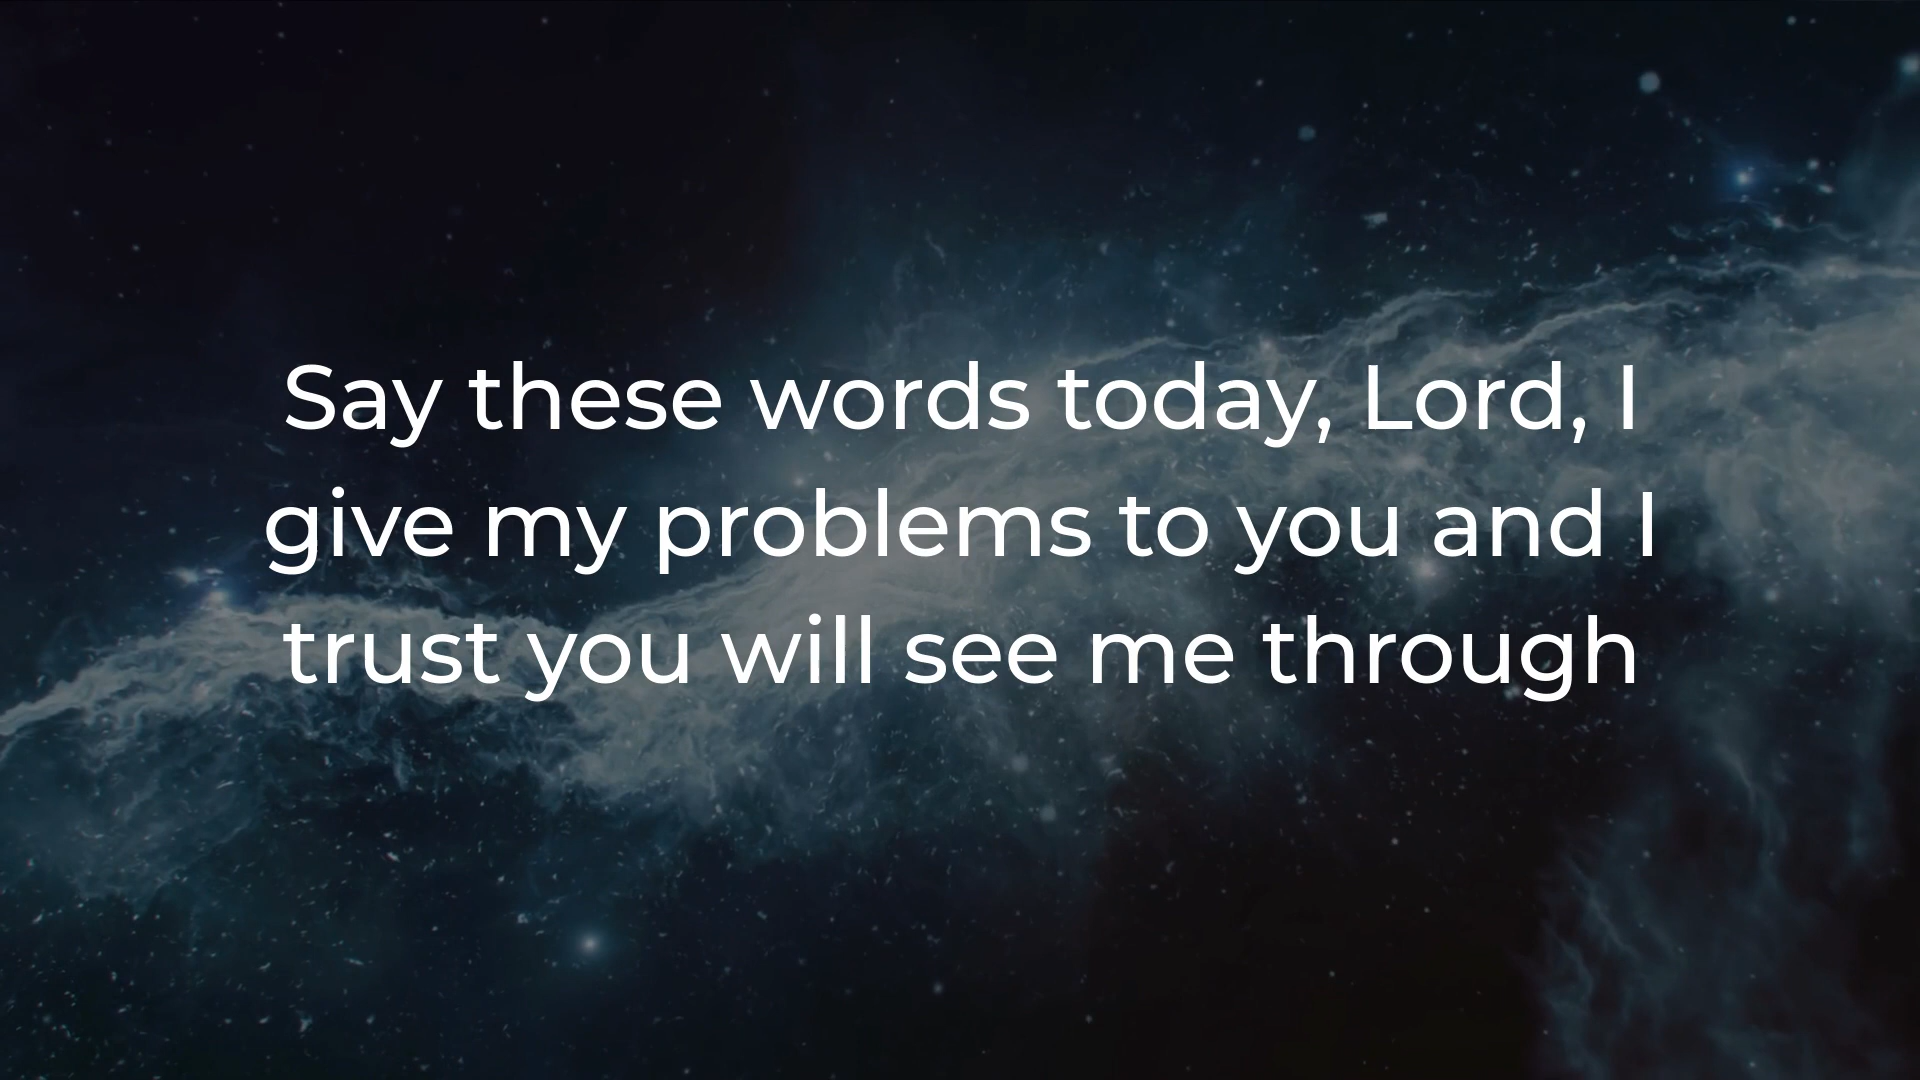 Say these words today, Lord, I
give my problems to you and I
trust you will see me through